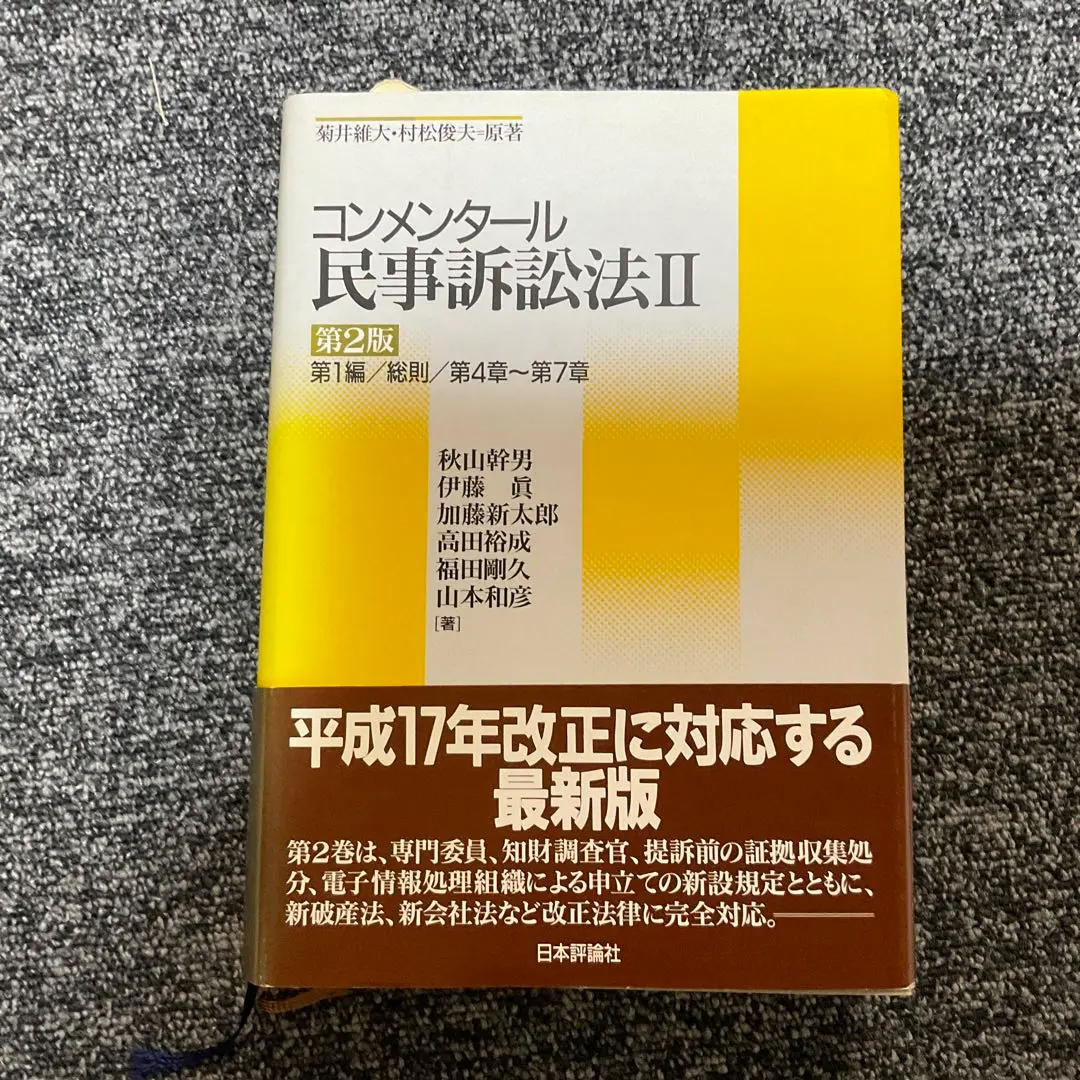 菊井維大・村松俊夫=原著
コンメンタール
民事訴訟法II
第2版
第1編／総則／第4章～第7章
秋山幹男
伊藤　眞
加藤新太郎
高田裕成
福田剛久
山本和彦
[著]
平成17年改正に対応する
最新版
第2巻は、専門委員、知財調査官、提訴前の証拠収集処
分、電子情報処理組織による申立ての新設規定とともに、
新破産法、新会社法など改正法律に完全対応。
日本評論社